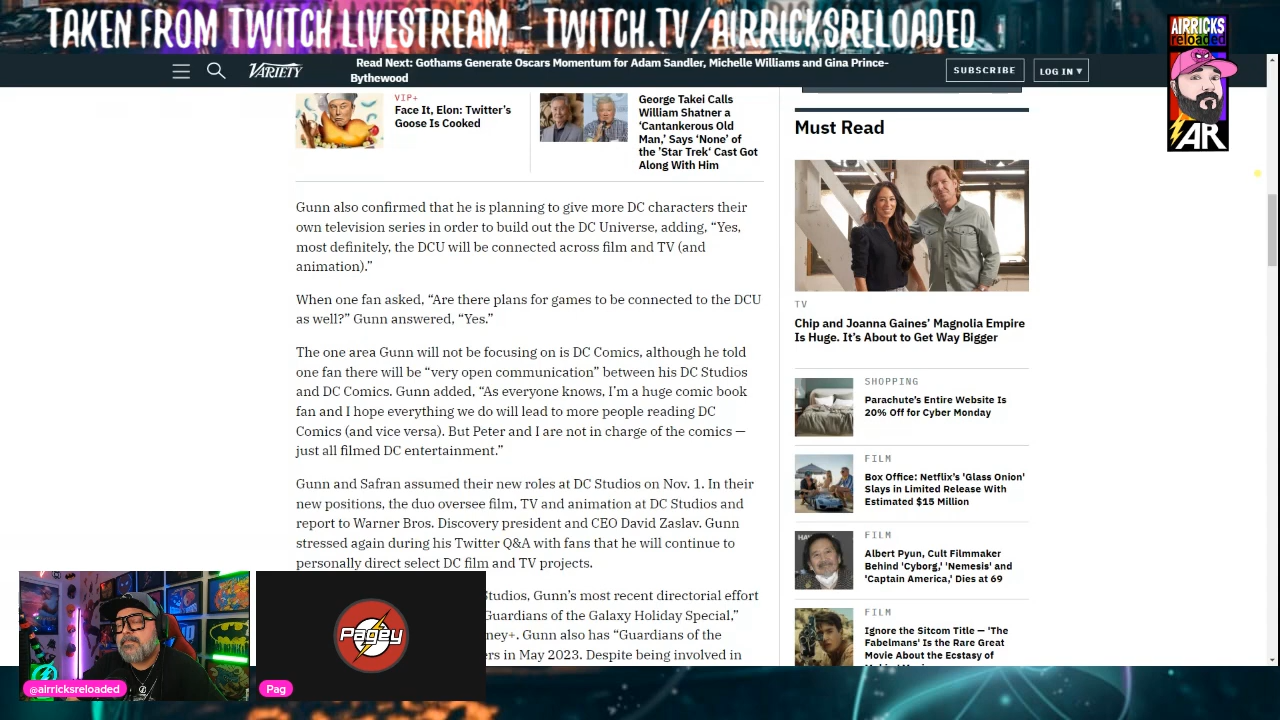 TAKEN FROM TWITCH LIVESTREAM - TWITCH.TV/AIRRICKSRELOADED
AIRRICKS
reloaded
AR
VARIETY
Read Next: Gothams Generate Oscars Momentum for Adam Sandler, Michelle Williams and Gina Prince-
Bythewood
SUBSCRIBE
LOG IN ▾
VIP+
Face It, Elon: Twitter's
Goose Is Cooked
George Takei Calls
William Shatner a
'Cantankerous Old
Man,' Says 'None' of
the 'Star Trek' Cast Got
Along With Him
Gunn also confirmed that he is planning to give more DC characters their
own television series in order to build out the DC Universe, adding, “Yes,
most definitely, the DCU will be connected across film and TV (and
animation).”
When one fan asked, “Are there plans for games to be connected to the DCU
as well?” Gunn answered, “Yes.”
The one area Gunn will not be focusing on is DC Comics, although he told
one fan there will be “very open communication” between his DC Studios
and DC Comics. Gunn added, “As everyone knows, I’m a huge comic book
fan and I hope everything we do will lead to more people reading DC
Comics (and vice versa). But Peter and I are not in charge of the comics —
just all filmed DC entertainment.”
Gunn and Safran assumed their new roles at DC Studios on Nov. 1. In their
new positions, the duo oversee film, TV and animation at DC Studios and
report to Warner Bros. Discovery president and CEO David Zaslav. Gunn
stressed again during his Twitter Q&A with fans that he will continue to
personally direct select DC film and TV projects.
Studios, Gunn’s most recent directorial effort
Guardians of the Galaxy Holiday Special,”
ney+. Gunn also has “Guardians of the
rs in May 2023. Despite being involved in
Must Read
TV
Chip and Joanna Gaines’ Magnolia Empire
Is Huge. It’s About to Get Way Bigger
SHOPPING
Parachute's Entire Website Is
20% Off for Cyber Monday
FILM
Box Office: Netflix's 'Glass Onion'
Slays in Limited Release With
Estimated $15 Million
FILM
Albert Pyun, Cult Filmmaker
Behind 'Cyborg,' 'Nemesis' and
'Captain America,' Dies at 69
FILM
Ignore the Sitcom Title — ‘The
Fabelmans’ Is the Rare Great
Movie About the Ecstasy of
Pagey
@airricksreloaded
Pag